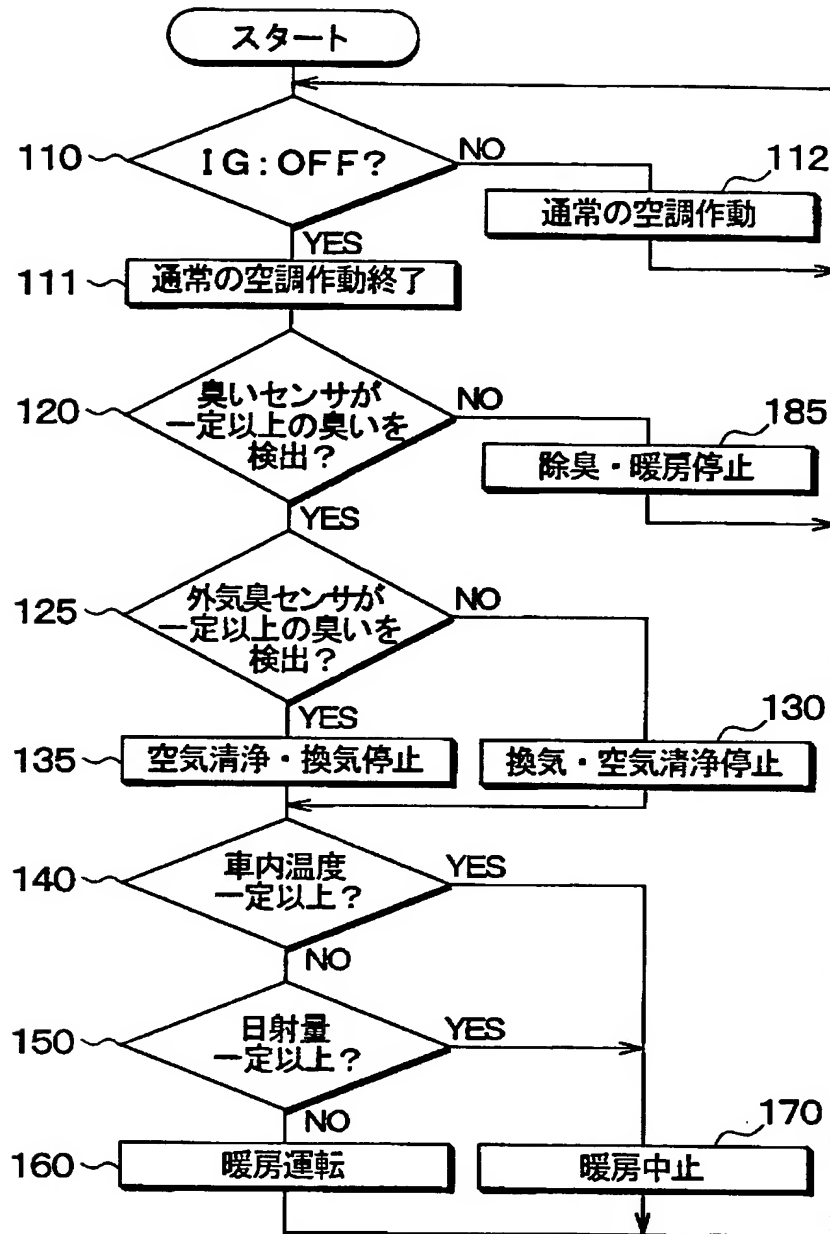 スタート
110
IG:OFF?
NO
112
通常の空調作動
YES
111
通常の空調作動終了
120
臭いセンサが
一定以上の臭いを
検出?
NO
185
除臭・暖房停止
YES
125
外気臭センサが
一定以上の臭いを
検出?
NO
YES
130
135
空気清浄・換気停止
換気・空気清浄停止
140
車内温度
一定以上?
YES
NO
150
日射量
一定以上?
YES
NO
170
160
暖房運転
暖房中止